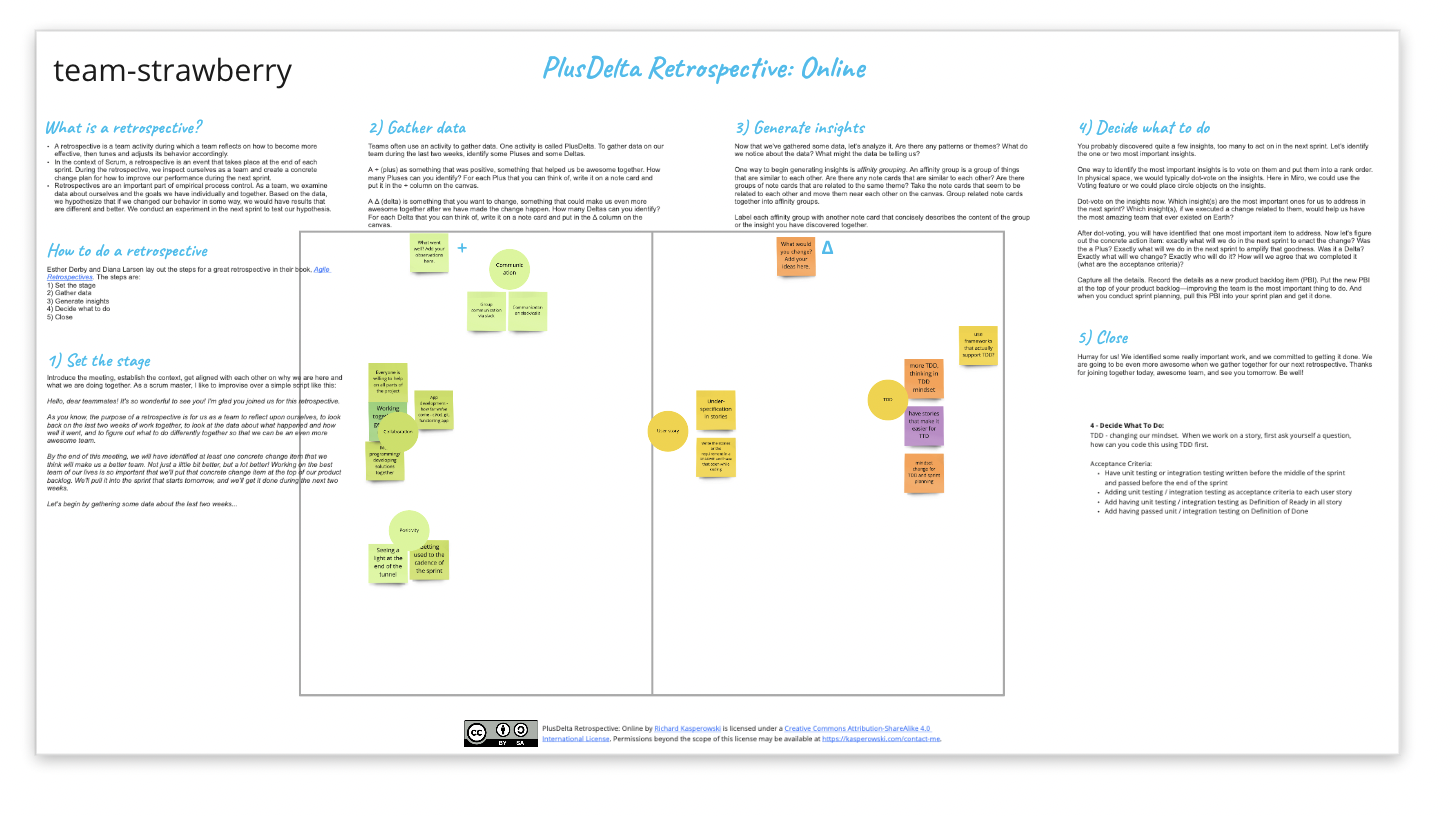 team-strawberry
PlusDelta Retrospective: Online
What is a retrospective?
• A retrospective is a team activity during which a team reflects on how to become more
effective, then tunes and adjusts its behavior accordingly.
• In the context of Scrum, a retrospective is an event that takes place at the end of each
sprint. During the retrospective, we inspect ourselves as a team and create a concrete
change plan for how to improve our performance during the next sprint.
• Retrospectives are an important part of empirical process control. As a team, we examine
data about ourselves and the goals we individually and together. Based on the data,
we hypothesize that if we changed our behavior in some way, we would have results that
are different and better. We conduct an experiment in the next sprint to test our hypothesis.
How to do a retrospective
Esther Derby and Diana Larsen lay out the steps for a great retrospective in their book, Agile
Retrospectives. The steps are:
1) Set the stage
2) Gather data
3) Generate insights
4) Decide what to do
5) Close
1) Set the stage
Introduce the meeting, establish the context, get aligned with each other on why we are here and
what we are doing together. As a scrum master, I like to improvise over a simple script like this:
Hello, dear teammates! It's so wonderful to see you! I'm glad you joined us for this retrospective.
As you know, the purpose of a retrospective is for us as a team to reflect upon ourselves, to look
back on the last two weeks of work together, to look at the data about what happened and how
well it went, and to figure out what to do differently together so that we can be an even more
awesome team.
By the end of this meeting, we will have identified at least one concrete change item that we
think will make us a better team. Not just a little bit better, but a lot better! Working on the best
team of our lives is so important that we'll put that concrete change item at the top of our product
backlog. We'll pull it into the sprint that starts tomorrow, and we'll get it done during the next two
weeks.
Let's begin by gathering some data about the last two weeks...
2) Gather data
Teams often use an activity to gather data. One activity is called PlusDelta. To gather data on our
team during the last two weeks, identify some Pluses and some Deltas.
A + (plus) as something that was positive, something that helped us be awesome together. How
many Pluses can you identify? For each Plus that you can think of, write it on a note card and
put it in the + column on the canvas.
A Δ (delta) is something that you want to change, something that could make us even more
awesome together after we have made the change happen. How many Deltas can you identify?
For each Delta that you can think of, write it on a note card and put in the Δ column on the
canvas.
3) Generate insights
Now that we've gathered some data, let's analyze it. Are there any patterns or themes? What do
we notice about the data? What might the data be telling us?
One way to begin generating insights is affinity grouping. An affinity group is a group of things
that are similar to each other. Are there any note cards that are similar to each other? Are there
groups of note cards that are related to the same theme? Take the note cards that seem to be
related to each other and move them near each other on the canvas. Group related note cards
together into affinity groups.
Label each affinity group with another note card that concisely describes the content of the group
or the insight you have discovered together.
4) Decide what to do
You probably discovered quite a few insights, too many to act on in the next sprint. Let's identify
the one or two most important insights.
One way to identify the most important insights is to vote on them and put them into a rank order.
In physical space, we would typically dot-vote on the insights. Here in Miro, we could use the
Voting feature or we could place circle objects on the insights.
Dot-vote on the insights now. Which insight(s) are the most important ones for us to address in
the next sprint? Which insight(s), if we executed a change related to them, would help us have
the most amazing team that ever existed on Earth?
After dot-voting, you will have identified that one most important item to address. Now let's figure
out the concrete action item: exactly what will we do in the next sprint to enact the change? Was
the a Plus? Exactly what will we do in the sprint to amplify that goodness. Was it a Delta?
Exactly what will we change? Exactly who will do it? How will we agree that we completed it
(what are the acceptance criteria)?
Capture all the details. Record the details as a new product backlog item (PBI). Put the new PBI
at the top of your product backlog—improving the team is the most important thing to do. And
when you conduct sprint planning, pull this PBI into your sprint plan and get it done.
5) Close
Hurray for us! We identified some really important work, and we committed to getting it done. We
are going to be even more awesome when we gather together for our next retrospective. Thanks
for joining together today, awesome team, and see you tomorrow. Be well!
4 - Decide What To Do:
TDD - changing our mindset. When we work on a story, first ask yourself a question,
how can you code this using TDD first.
Acceptance Criteria:
• Have unit testing or integration testing written before the middle of the sprint
and passed before the end of the sprint
• Adding unit testing / integration testing as acceptance criteria to each user story
• Add having unit testing / integration testing as Definition of Ready in all story
• Add having passed unit / integration testing on Definition of Done
What went
well? Add your
observations
here.
+
Communic
ation
Group
communication
via slack
Communication
on blockers
Everyone is
willing to help
on all parts of
the project
Working
Collaboration
programming/
developing
solutions
together
App
development -
functioning app
Positivity
Seeing a
light at the
end of the
tunnel
Getting
used to the
cadence of
the sprint
What would
you change?
Add your
ideas here.
Δ
User story
Under-
specification
in stories
use
frameworks
that actually
support TDD?
TDD
more TDD,
thinking in
TDD
mindset
have stories
that make it
easier for
TFD
mindset
change for
TDD and sprint
planning
CC BY SA
PlusDelta Retrospective: Online by Richard Kasperowski is licensed under a Creative Commons Attribution-ShareAlike 4.0
International License. Permissions beyond the scope of this license may be available at https://kasperowski.com/contact-me.